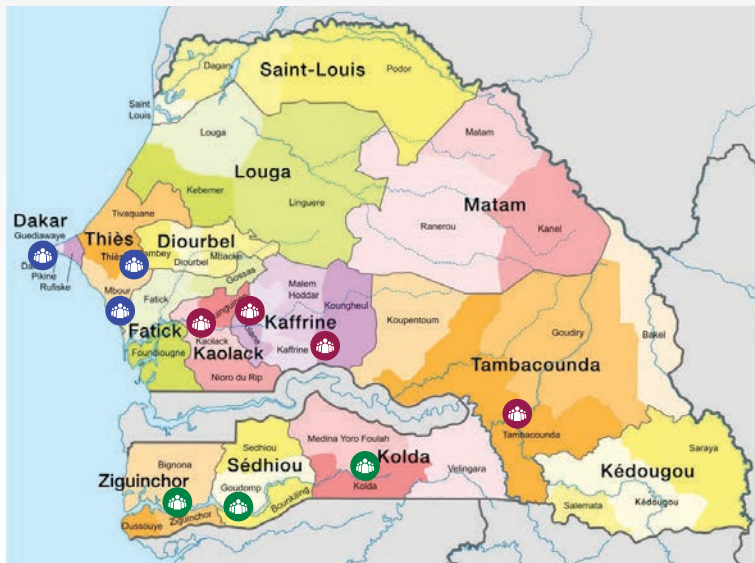 Saint-Louis
Dagana
Podor
Saint
Louis
Louga
Matam
Louga
Kebemer
Linguere
Matam
Ranerou
Kanel
Dakar
Guediawaye
Pikine
Rufiske
Tivaquane
Thiès
Thiès
Diourbel
Mbacke
Diourbel
Gossas
Mbour
Fatick
Malem
Hoddar
Koungheul
Fatick
Kaolack
Kaffrine
Kaffrine
Foundiougne
Kaolack
Nioro du Rip
Koupentoum
Goudiry
Bakel
Tambacounda
Tambacounda
Medina Yoro Foulah
Kolda
Velingara
Kolda
Sedhiou
Sédhiou
Goudomp
Bounkiling
Bignona
Ziguinchor
Ziguinchor
Oussouye
Saraya
Kédougou
Salemata
Kédougou